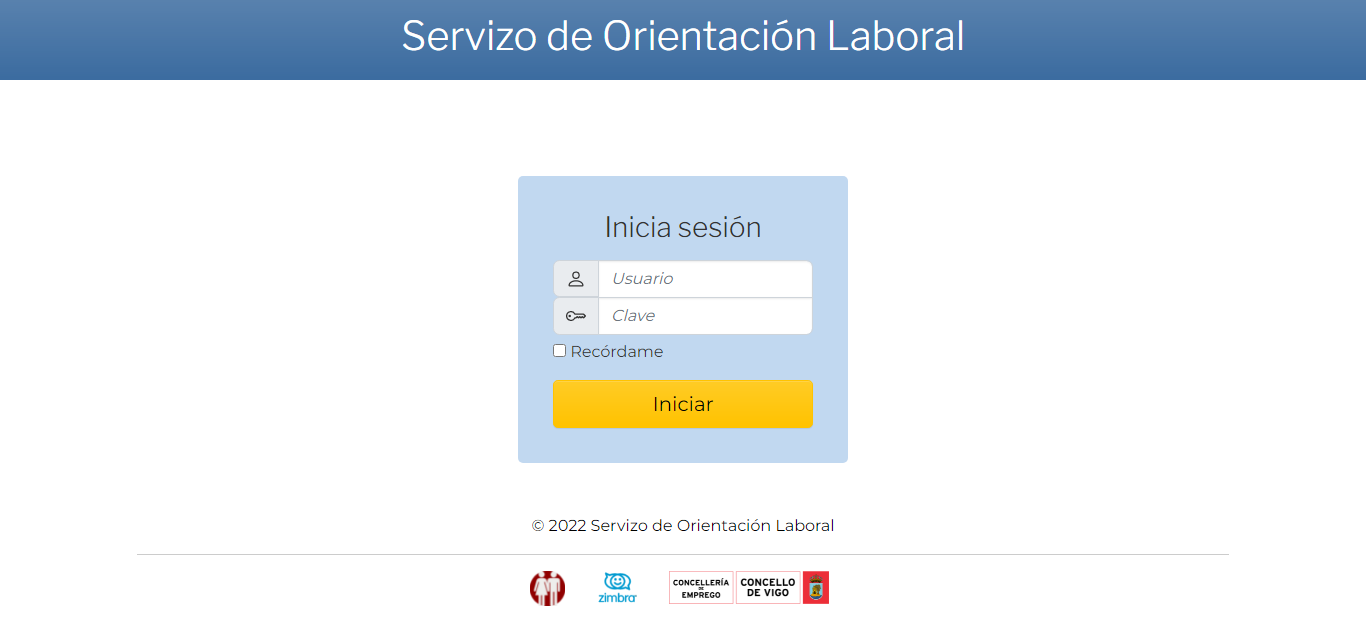 Servizo de Orientación Laboral
Inicia sesión
Usuario
Clave
Recórdame
Iniciar
© 2022 Servizo de Orientación Laboral
zimbra
CONCELLERÍA
DE
EMPREGO
CONCELLO
DE VIGO